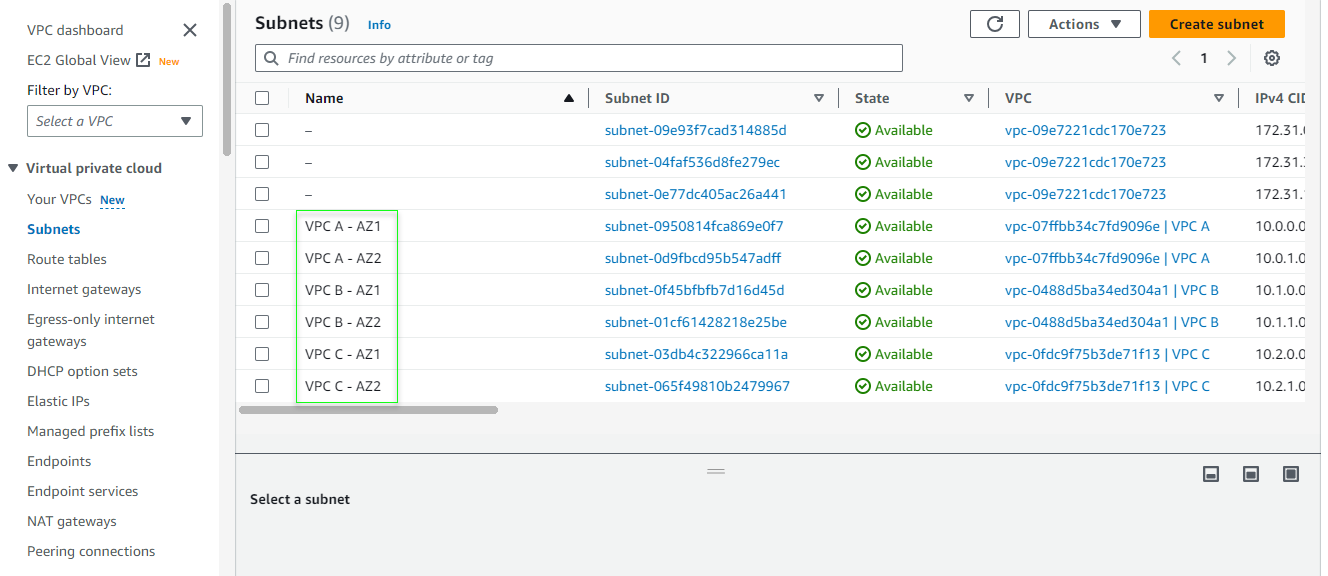 VPC dashboard
EC2 Global View New
Filter by VPC:
Select a VPC
Virtual private cloud
Your VPCs New
Subnets
Route tables
Internet gateways
Egress-only internet
gateways
DHCP option sets
Elastic IPs
Managed prefix lists
Endpoints
Endpoint services
NAT gateways
Peering connections
Subnets (9) Info
Actions
Create subnet
Find resources by attribute or tag
1
Name Subnet ID State VPC IPv4 CID
– subnet-09e93f7cad314885d Available vpc-09e7221cdc170e723 172.31.
– subnet-04faf536d8fe279ec Available vpc-09e7221cdc170e723 172.31.
– subnet-0e77dc405ac26a441 Available vpc-09e7221cdc170e723 172.31.
VPC A - AZ1 subnet-0950814fca869e0f7 Available vpc-07ffbb34c7fd9096e | VPC A 10.0.0.0
VPC A - AZ2 subnet-0d9fbcd95b547adff Available vpc-07ffbb34c7fd9096e | VPC A 10.0.1.0
VPC B - AZ1 subnet-0f45bfbfb7d16d45d Available vpc-0488d5ba34ed304a1 | VPC B 10.1.0.0
VPC B - AZ2 subnet-01cf61428218e25be Available vpc-0488d5ba34ed304a1 | VPC B 10.1.1.0
VPC C - AZ1 subnet-03db4c322966ca11a Available vpc-0fdc9f75b3de71f13 | VPC C 10.2.0.0
VPC C - AZ2 subnet-065f49810b2479967 Available vpc-0fdc9f75b3de71f13 | VPC C 10.2.1.0
Select a subnet